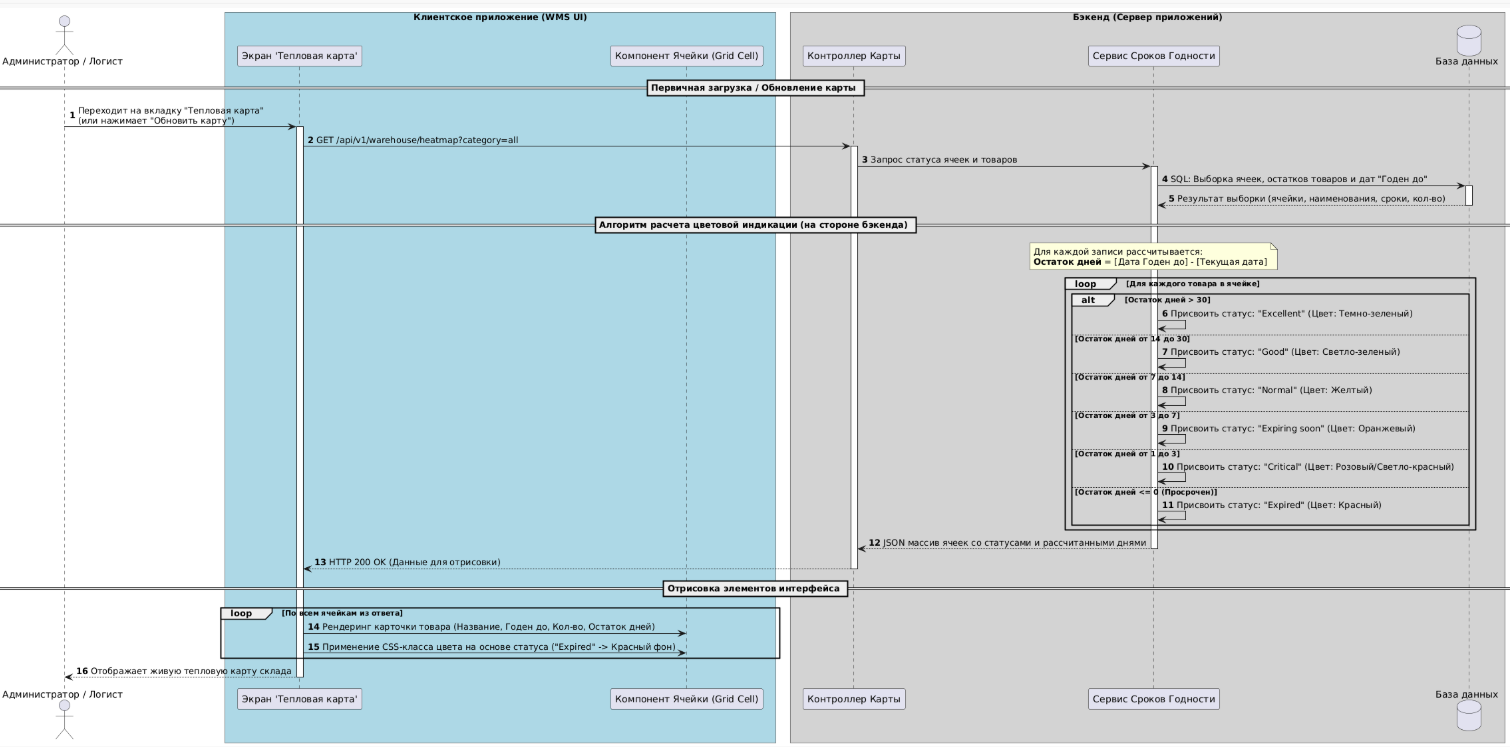 Клиентское приложение (WMS UI)
Бэкенд (Сервер приложений)
Администратор / Логист
Экран 'Тепловая карта'
Компонент Ячейки (Grid Cell)
Контроллер Карты
Сервис Сроков Годности
База данных
Первичная загрузка / Обновление карты
1 Переходит на вкладку "Тепловая карта"
(или нажимает "Обновить карту")
2 GET /api/v1/warehouse/heatmap?category=all
3 Запрос статуса ячеек и товаров
4 SQL: Выборка ячеек, остатков товаров и дат "Годен до"
5 Результат выборки (ячейки, наименования, сроки, кол-во)
Алгоритм расчета цветовой индикации (на стороне бэкенда)
Для каждой записи рассчитывается:
Остаток дней = [Дата Годен до] - [Текущая дата]
loop [Для каждого товара в ячейке]
alt [Остаток дней > 30]
6 Присвоить статус: "Excellent" (Цвет: Темно-зеленый)
[Остаток дней от 14 до 30]
7 Присвоить статус: "Good" (Цвет: Светло-зеленый)
[Остаток дней от 7 до 14]
8 Присвоить статус: "Normal" (Цвет: Желтый)
[Остаток дней от 3 до 7]
9 Присвоить статус: "Expiring soon" (Цвет: Оранжевый)
[Остаток дней от 1 до 3]
10 Присвоить статус: "Critical" (Цвет: Розовый/Светло-красный)
[Остаток дней <= 0 (Просрочен)]
11 Присвоить статус: "Expired" (Цвет: Красный)
12 JSON массив ячеек со статусами и рассчитанными днями
13 HTTP 200 OK (Данные для отрисовки)
Отрисовка элементов интерфейса
loop [По всем ячейкам из ответа]
14 Рендеринг карточки товара (Название, Годен до, Кол-во, Остаток дней)
15 Применение CSS-класса цвета на основе статуса ("Expired" -> Красный фон)
16 Отображает живую тепловую карту склада
Администратор / Логист
Экран 'Тепловая карта'
Компонент Ячейки (Grid Cell)
Контроллер Карты
Сервис Сроков Годности
База данных